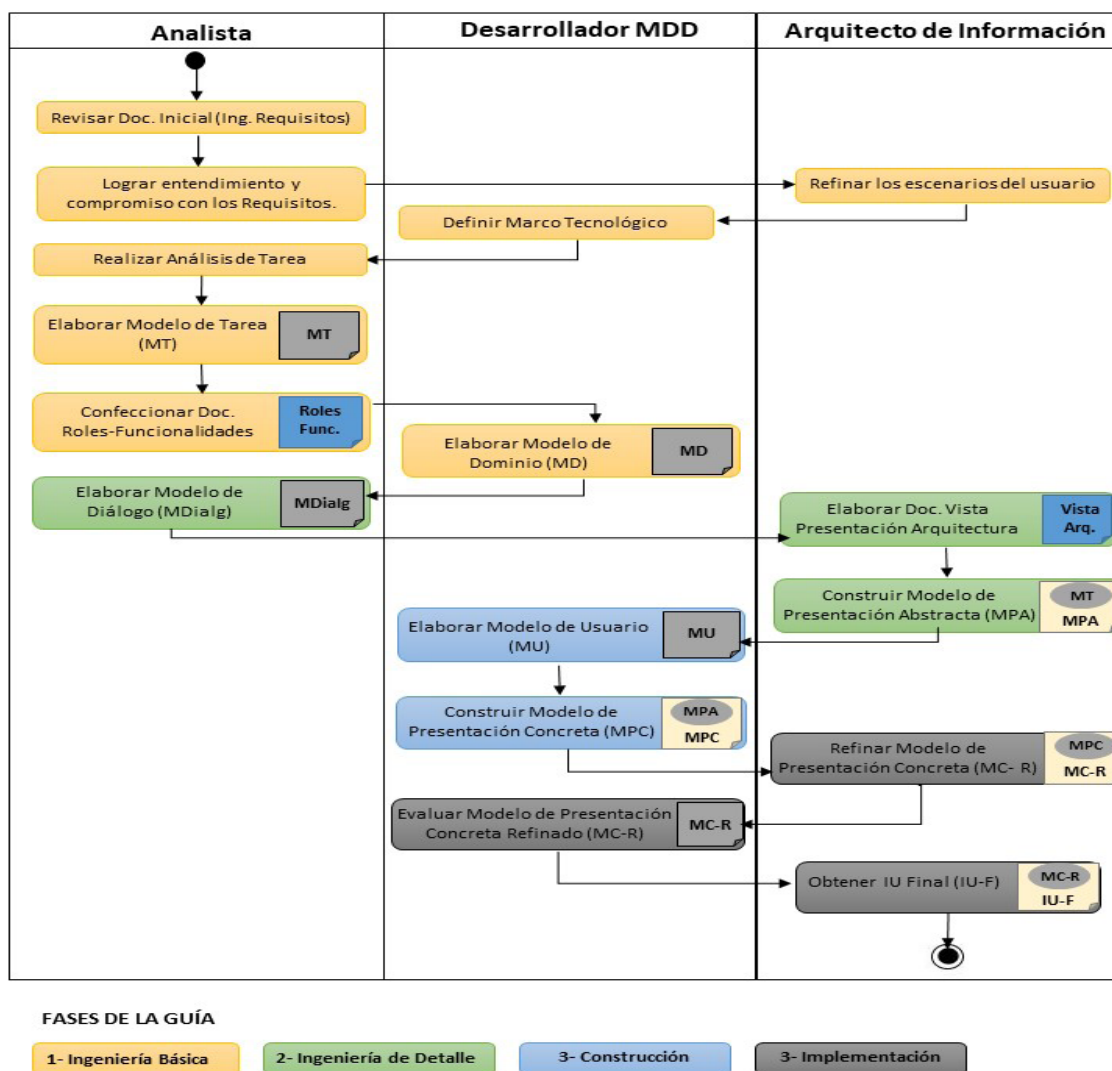 Analista
Desarrollador MDD
Arquitecto de Información
Revisar Doc. Inicial (Ing. Requisitos)
Lograr entendimiento y
compromiso con los Requisitos.
Refinar los escenarios del usuario
Definir Marco Tecnológico
Realizar Análisis de Tarea
Elaborar Modelo de Tarea
(MT)
MT
Confeccionar Doc.
Roles-Funcionalidades
Roles
Func.
Elaborar Modelo de
Dominio (MD)
MD
Elaborar Modelo de
Diálogo (MDialg)
MDialg
Elaborar Doc. Vista
Presentación Arquitectura
Vista
Arq.
Construir Modelo de
Presentación Abstracta (MPA)
MT
MPA
Elaborar Modelo de Usuario
(MU)
MU
Construir Modelo de
Presentación Concreta (MPC)
MPA
MPC
Refinar Modelo de
Presentación Concreta (MC- R)
MPC
MC-R
Evaluar Modelo de Presentación
Concreta Refinado (MC-R)
MC-R
Obtener IU Final (IU-F)
MC-R
IU-F
FASES DE LA GUÍA
1- Ingeniería Básica
2- Ingeniería de Detalle
3- Construcción
3- Implementación